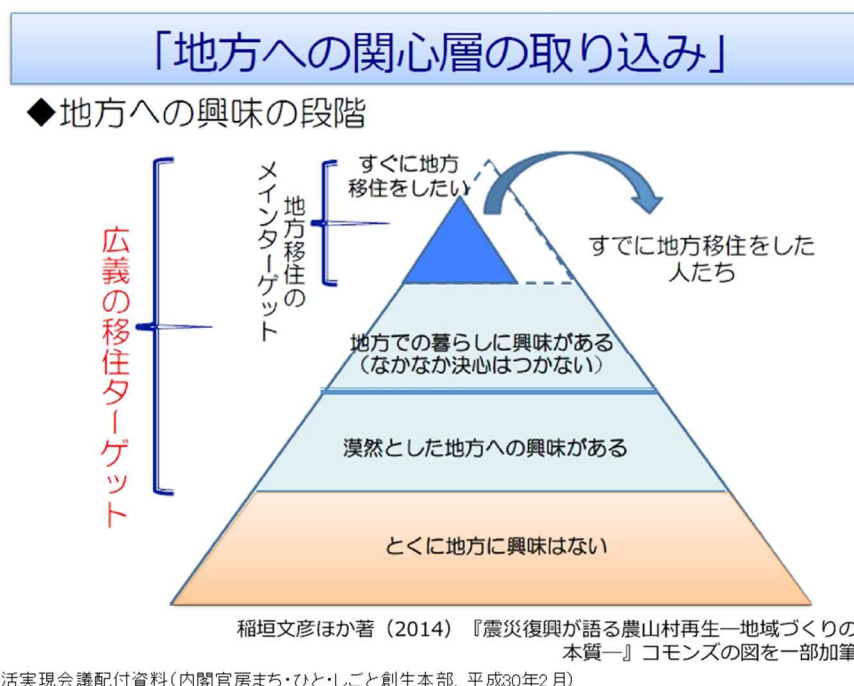 「地方への関心層の取り込み」
◆地方への興味の段階
すぐに地方
移住をしたい
地方移住の
メインターゲット
広義の移住ターゲット
すでに地方移住をした
人たち
地方での暮らしに興味がある
（なかなか決心はつかない）
漠然とした地方への興味がある
とくに地方に興味はない
稲垣文彦ほか著（2014）『震災復興が語る農山村再生―地域づくりの
本質―』コモンズの図を一部加筆
活実現会議配付資料（内閣官房まち・ひと・しごと創生本部、平成30年2月）